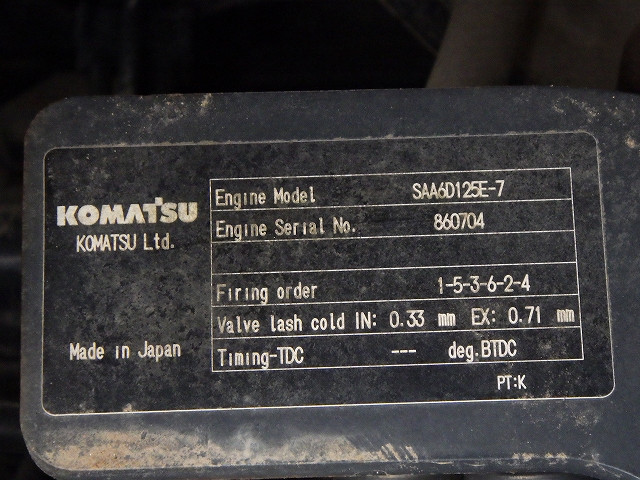 KOMATSU
KOMATSU Ltd.
Made in Japan
Engine Model SAA6D125E-7
Engine Serial No. 860704
Firing order 1-5-3-6-2-4
Valve lash cold IN: 0.33 mm EX: 0.71 mm
Timing-TDC --- deg.BTDC
PT:K